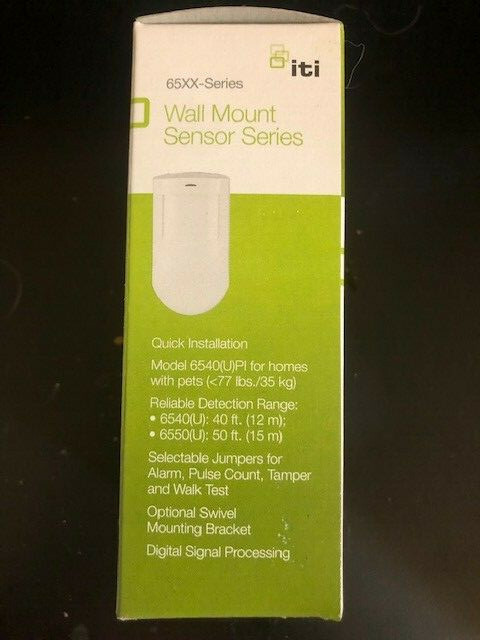 iti
65XX-Series
Wall Mount
Sensor Series
Quick Installation
Model 6540(U)PI for homes
with pets (<77 lbs./35 kg)
Reliable Detection Range:
• 6540(U): 40 ft. (12 m);
• 6550(U): 50 ft. (15 m)
Selectable Jumpers for
Alarm, Pulse Count, Tamper
and Walk Test
Optional Swivel
Mounting Bracket
Digital Signal Processing